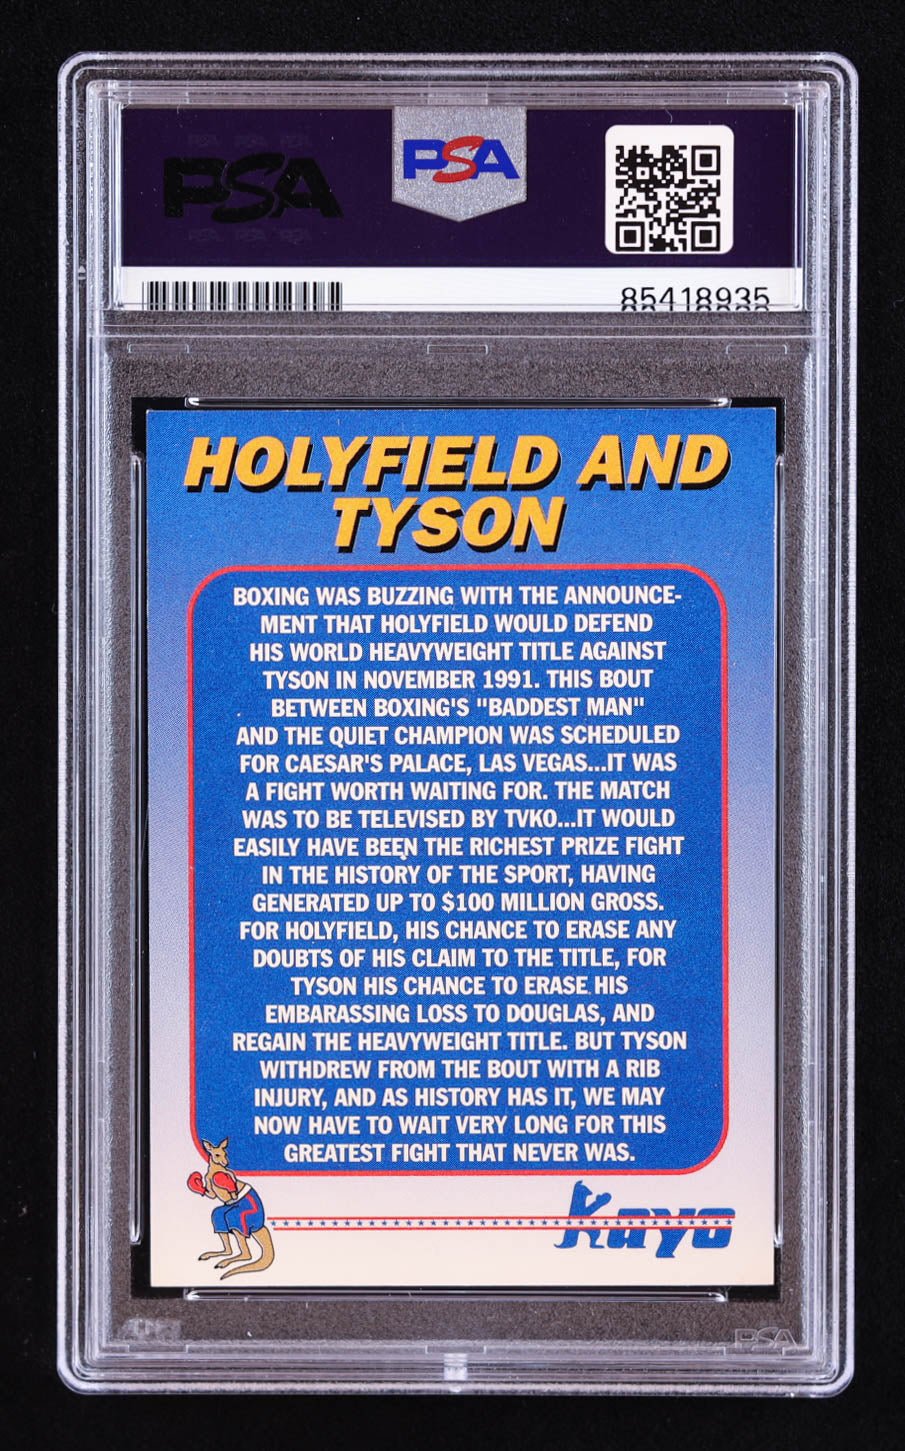 PSA
PSA
85418935
HOLYFIELD AND
TYSON
BOXING WAS BUZZING WITH THE ANNOUNCE-
MENT THAT HOLYFIELD WOULD DEFEND
HIS WORLD HEAVYWEIGHT TITLE AGAINST
TYSON IN NOVEMBER 1991. THIS BOUT
BETWEEN BOXING'S "BADDEST MAN"
AND THE QUIET CHAMPION WAS SCHEDULED
FOR CAESAR'S PALACE, LAS VEGAS...IT WAS
A FIGHT WORTH WAITING FOR. THE MATCH
WAS TO BE TELEVISED BY TVKO...IT WOULD
EASILY HAVE BEEN THE RICHEST PRIZE FIGHT
IN THE HISTORY OF THE SPORT, HAVING
GENERATED UP TO $100 MILLION GROSS.
FOR HOLYFIELD, HIS CHANCE TO ERASE ANY
DOUBTS OF HIS CLAIM TO THE TITLE, FOR
TYSON HIS CHANCE TO ERASE HIS
EMBARASSING LOSS TO DOUGLAS, AND
REGAIN THE HEAVYWEIGHT TITLE. BUT TYSON
WITHDREW FROM THE BOUT WITH A RIB
INJURY, AND AS HISTORY HAS IT, WE MAY
NOW HAVE TO WAIT VERY LONG FOR THIS
GREATEST FIGHT THAT NEVER WAS.
Kayo
PSA